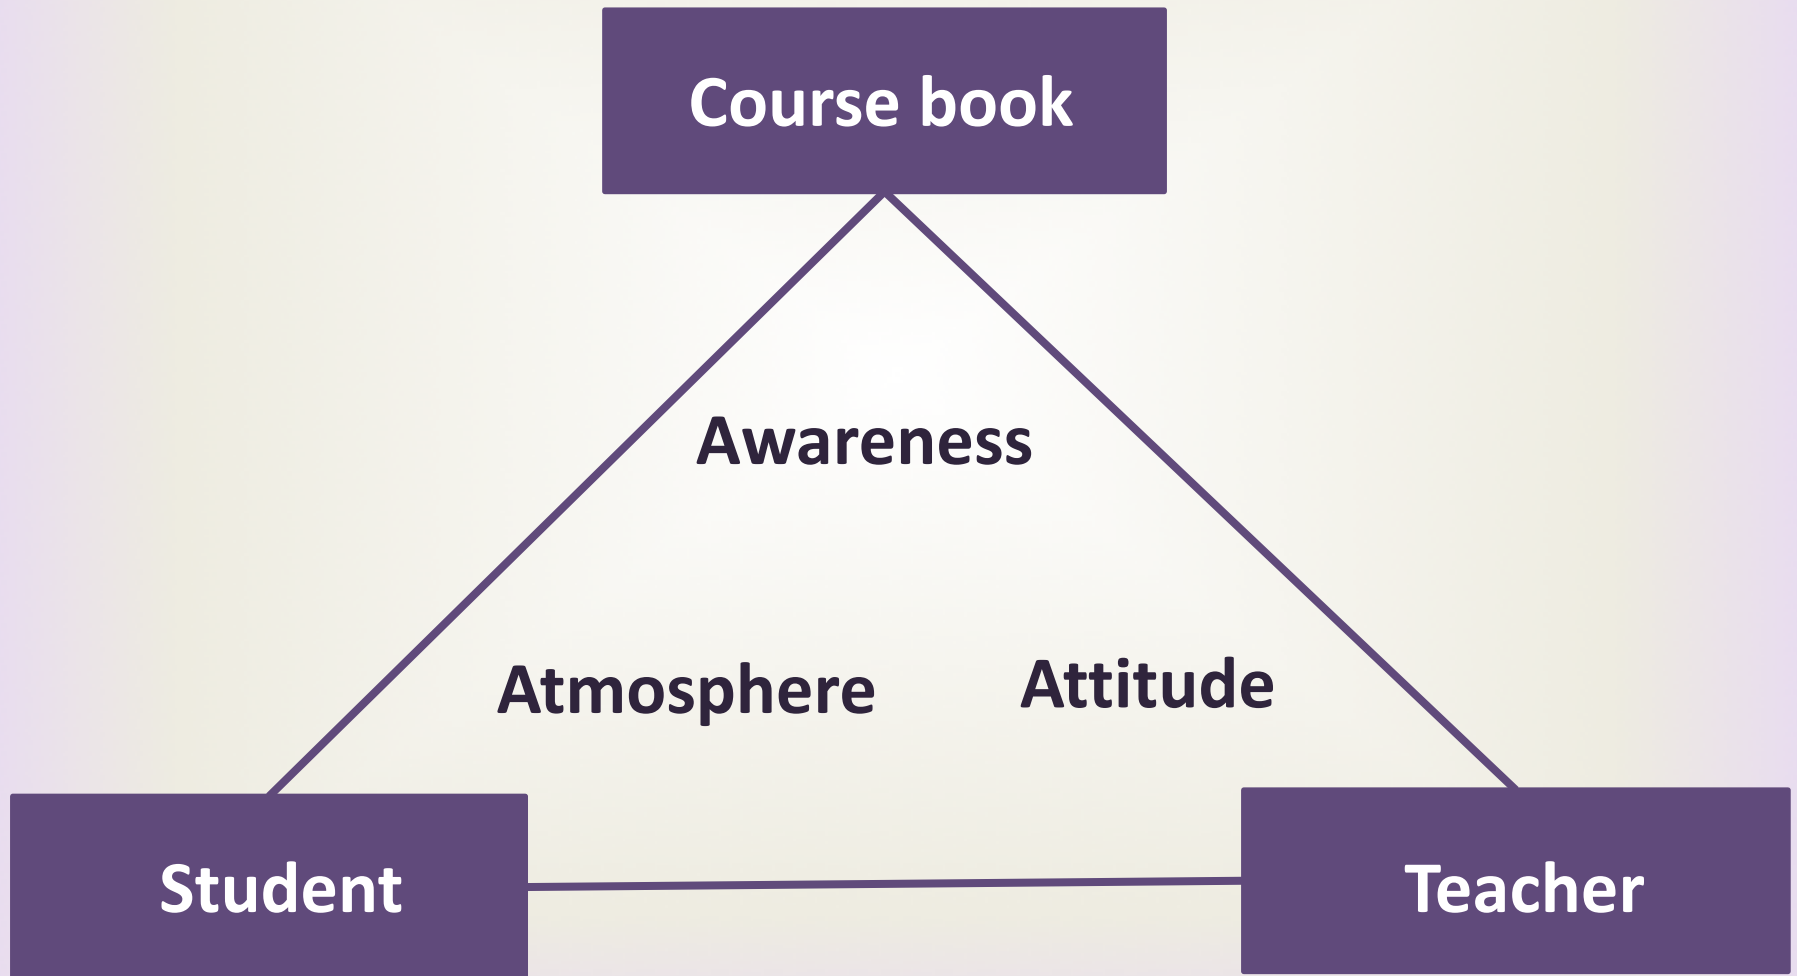 Course book
Awareness
Atmosphere
Attitude
Student
Teacher